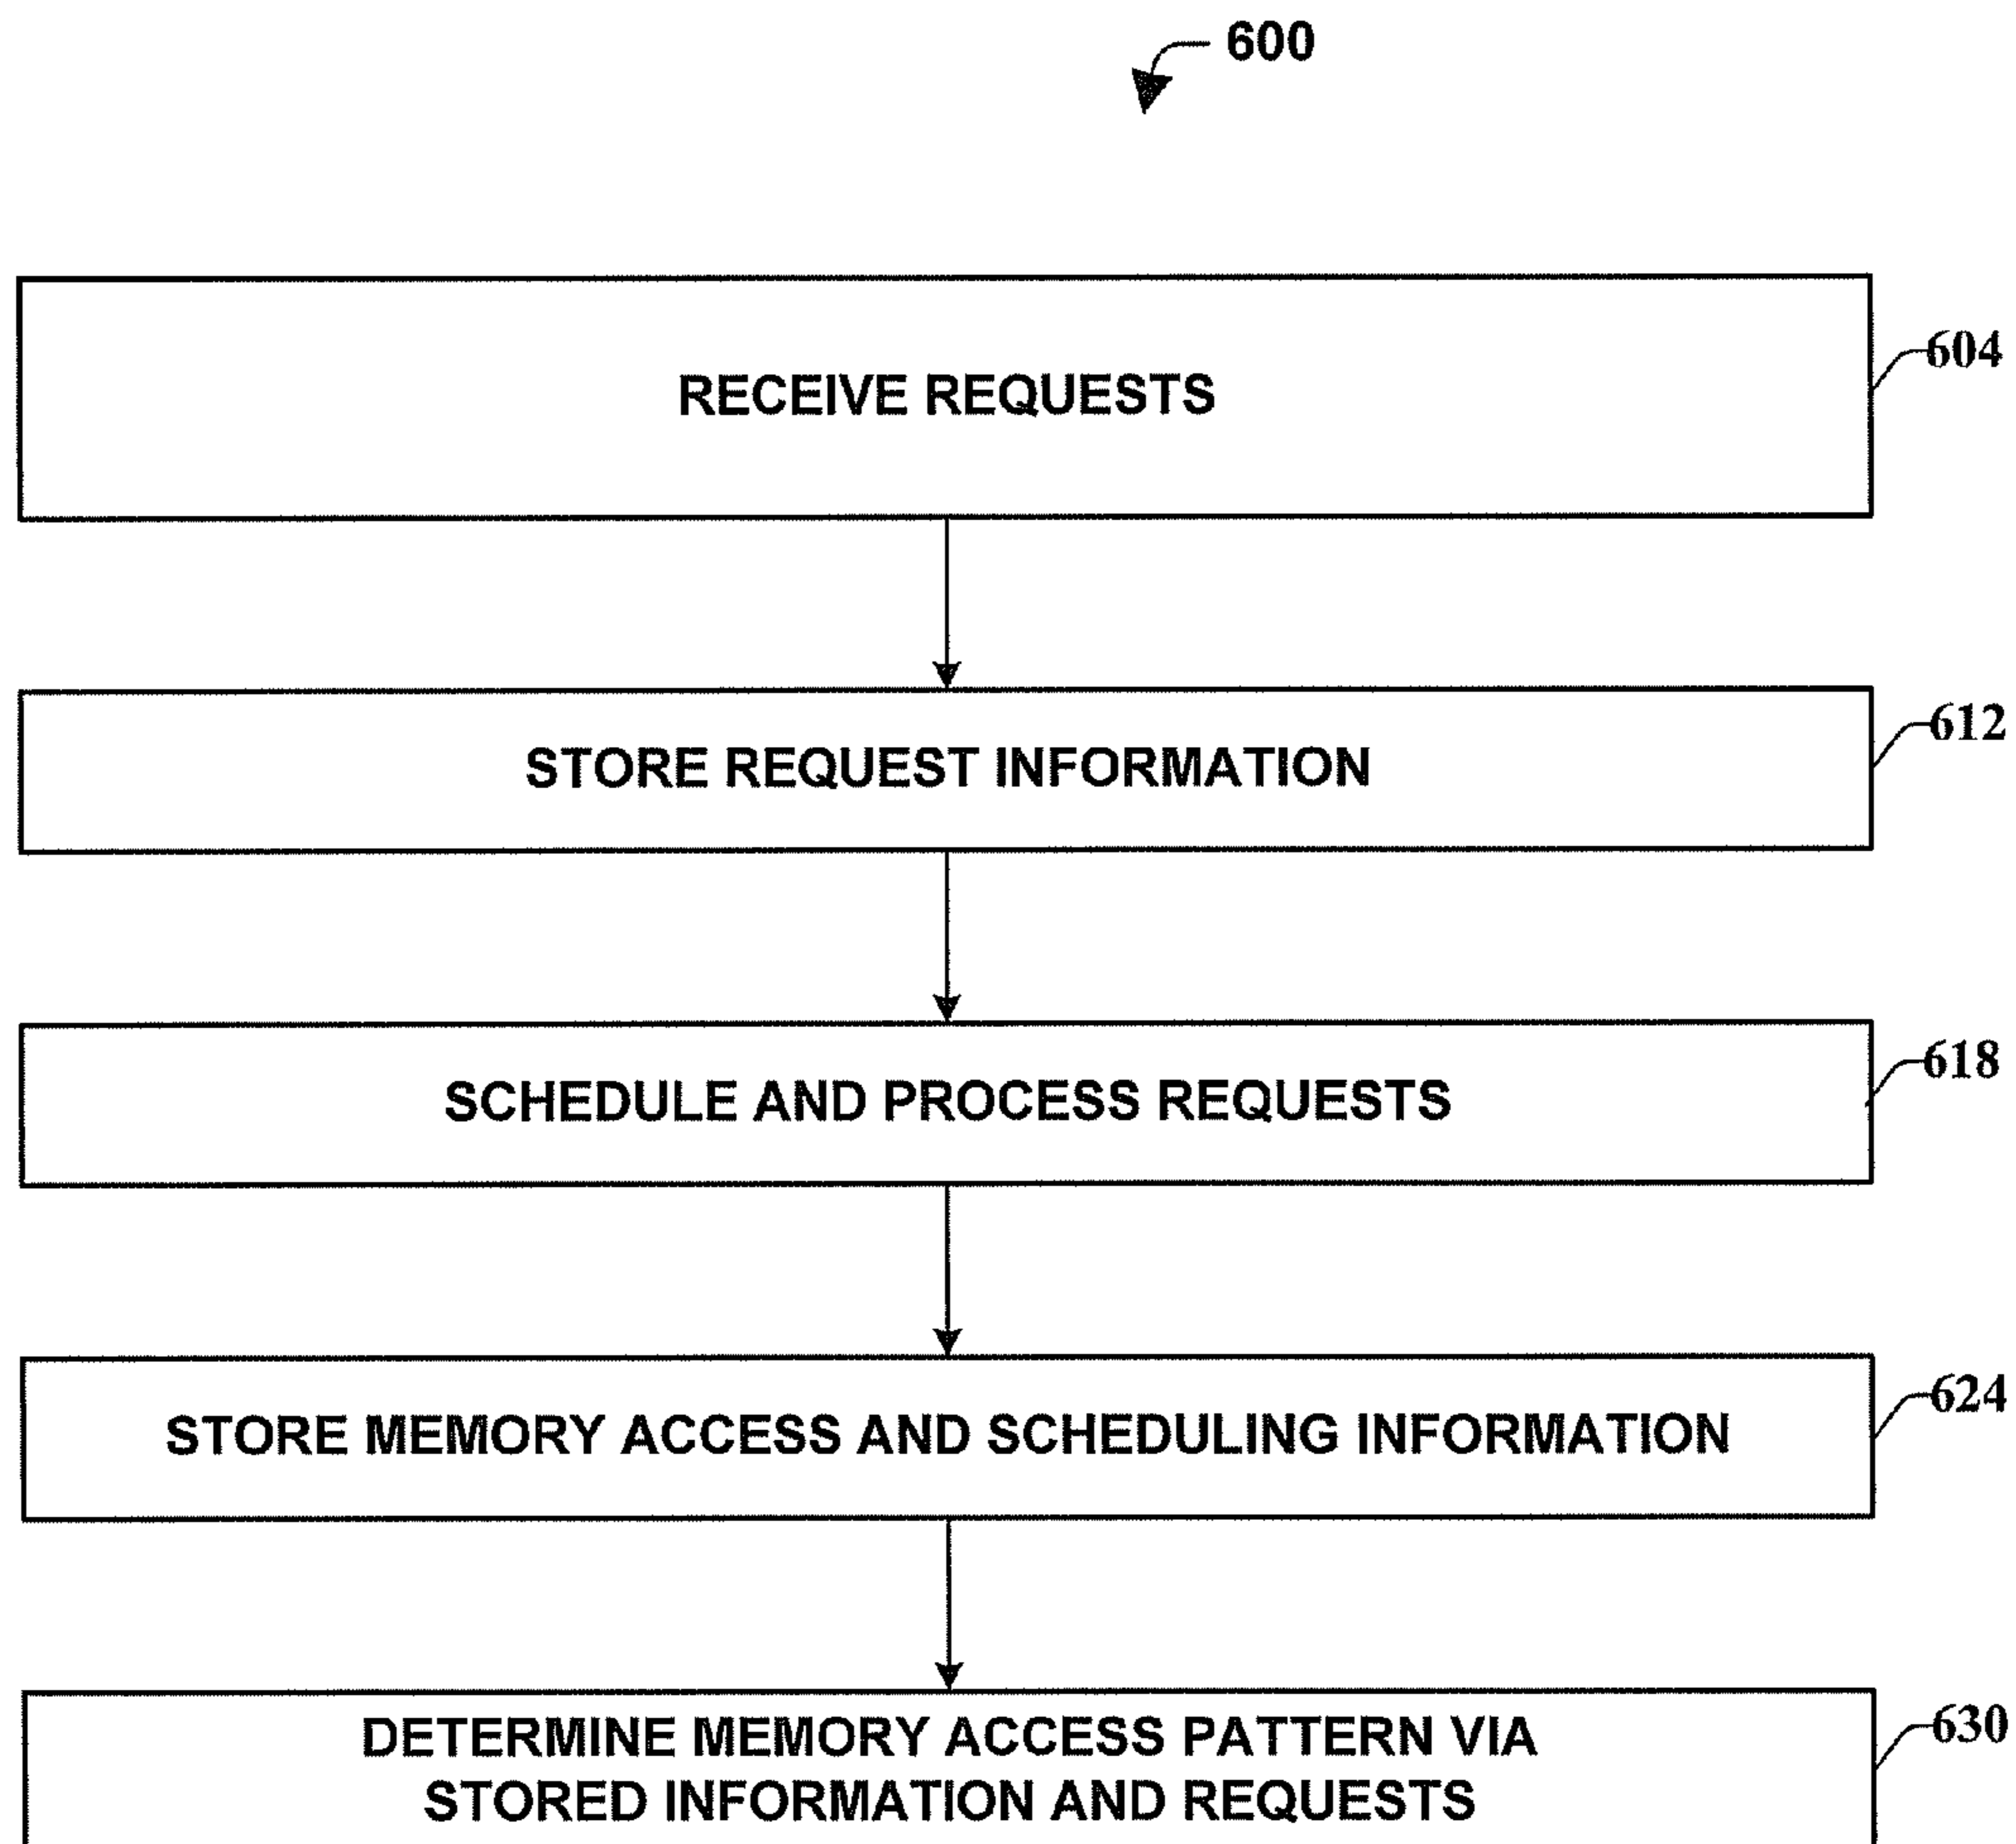 600
RECEIVE REQUESTS
604
STORE REQUEST INFORMATION
612
SCHEDULE AND PROCESS REQUESTS
618
STORE MEMORY ACCESS AND SCHEDULING INFORMATION
624
DETERMINE MEMORY ACCESS PATTERN VIA
STORED INFORMATION AND REQUESTS
630